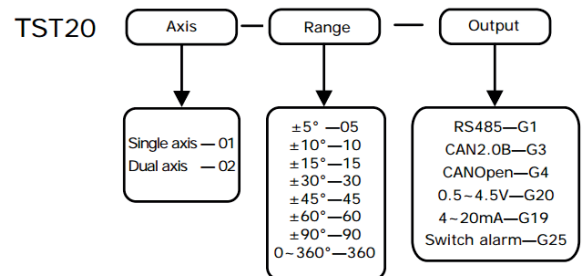 TST20 Axis — Range — Output
Single axis — 01
Dual axis — 02
±5° —05
±10°—10
±15°—15
±30°—30
±45°—45
±60°—60
±90°—90
0~360°—360
RS485—G1
CAN2.0B—G3
CANOpen—G4
0.5~4.5V—G20
4~20mA—G19
Switch alarm—G25